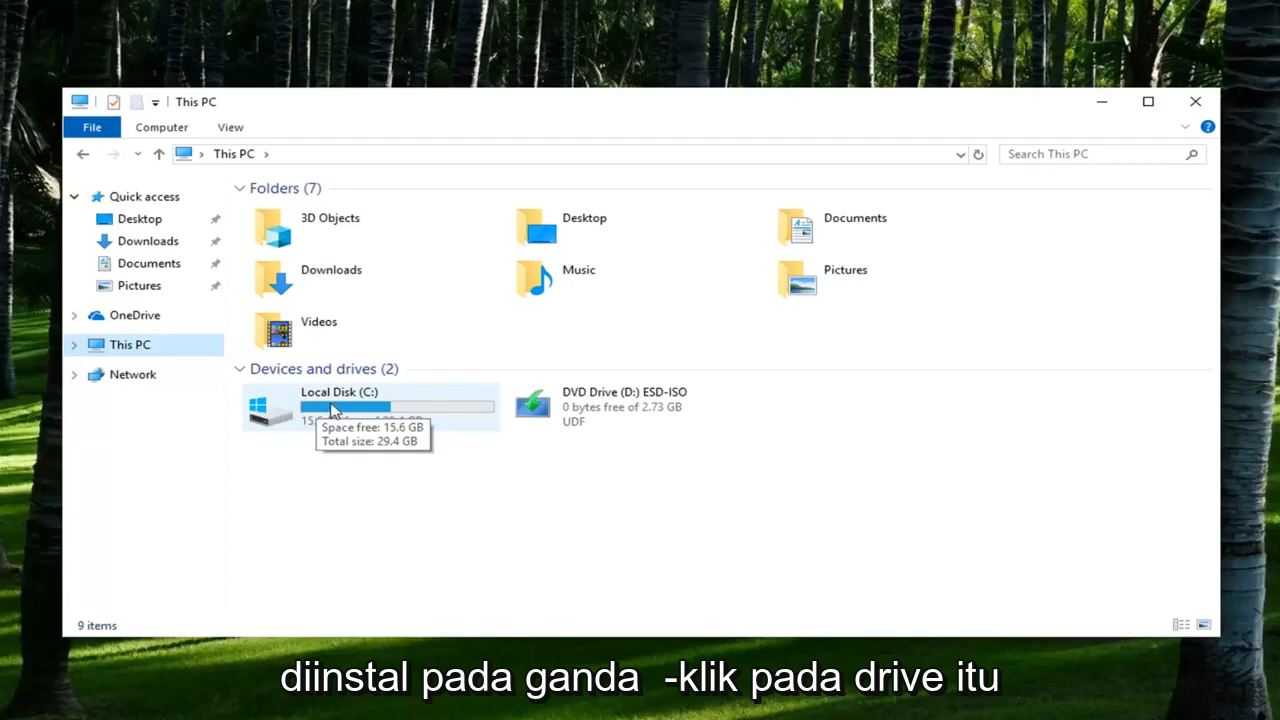 This PC
File Computer View
This PC
Search This PC
Quick access
Desktop
Downloads
Documents
Pictures
OneDrive
This PC
Network
Folders (7)
3D Objects
Desktop
Documents
Downloads
Music
Pictures
Videos
Devices and drives (2)
Local Disk (C:)
Space free: 15.6 GB
Total size: 29.4 GB
DVD Drive (D:) ESD-ISO
0 bytes free of 2.73 GB
UDF
9 items
diinstal pada ganda -klik pada drive itu